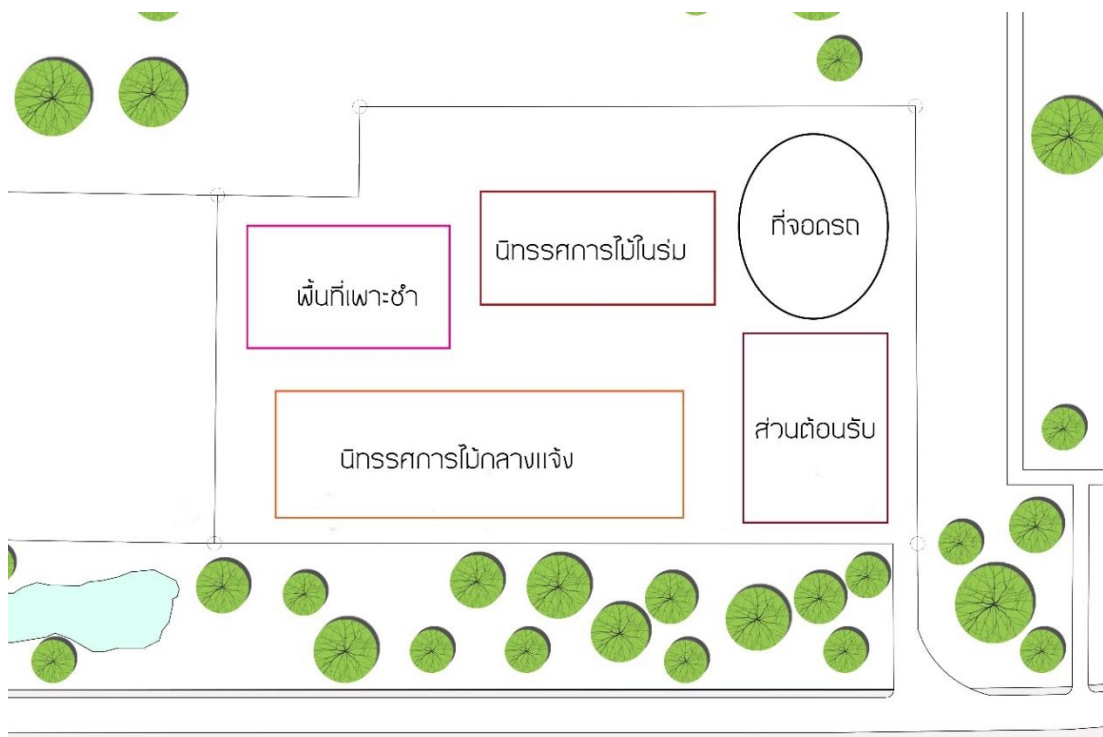 ที่จอดรถ
นิทรรศการไม้ในร่ม
พื้นที่เพาะชำ
ส่วนต้อนรับ
นิทรรศการไม้กลางแจ้ง